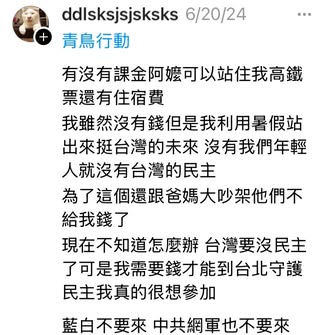 ddlsksjsjsksks 6/20/24
青鳥行動
有沒有課金阿嬤可以站住我高鐵
票還有住宿費
我雖然沒有錢但是我利用暑假站
出來挺台灣的未來 沒有我們年輕
人就沒有台灣的民主
為了這個還跟爸媽大吵架他們不
給我錢了
現在不知道怎麼辦 台灣要沒民主
了可是我需要錢才能到台北守護
民主我真的很想參加
藍白不要來 中共網軍也不要來